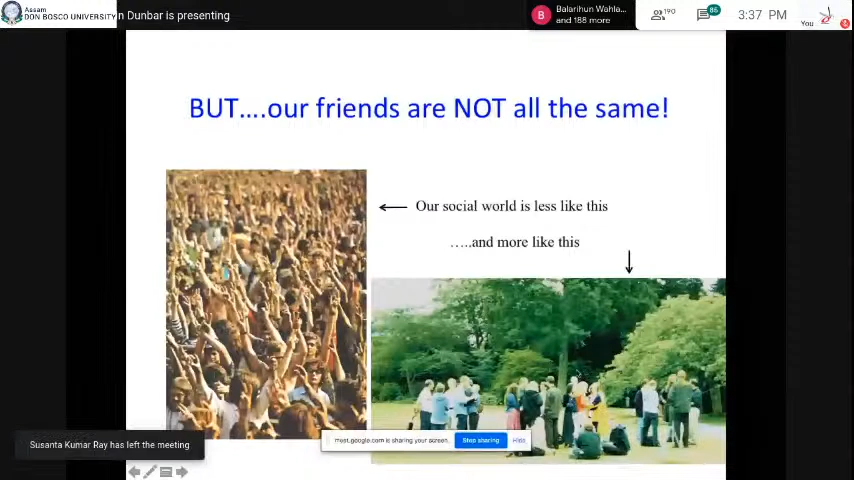 Assam
DON BOSCO UNIVERSITY
n Dunbar is presenting
B
Balarihun Wahla...
and 188 more
190
86
3:37 PM
You
BUT....our friends are NOT all the same!
Our social world is less like this
.....and more like this
Susanta Kumar Ray has left the meeting
meet.google.com is sharing your screen.
Stop sharing
Hide